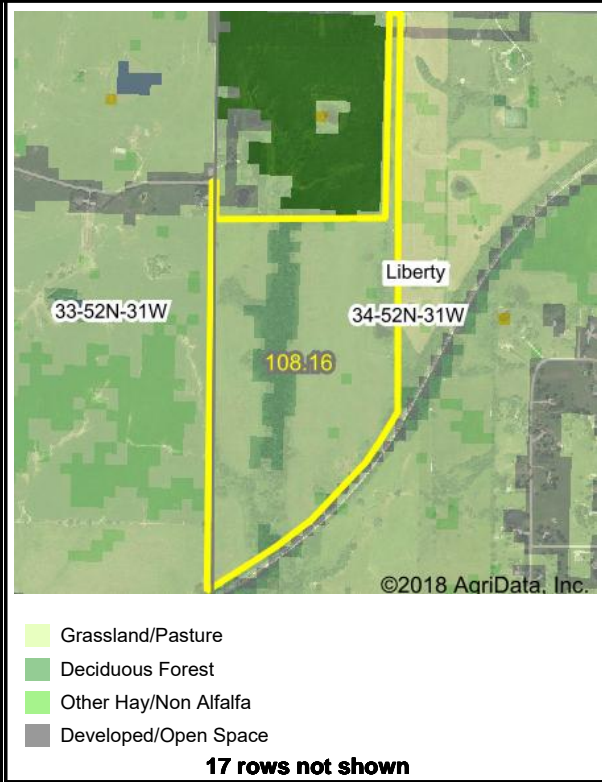 Liberty
33-52N-31W
34-52N-31W
108.16
©2018 AgriData, Inc.
Grassland/Pasture
Deciduous Forest
Other Hay/Non Alfalfa
Developed/Open Space
17 rows not shown